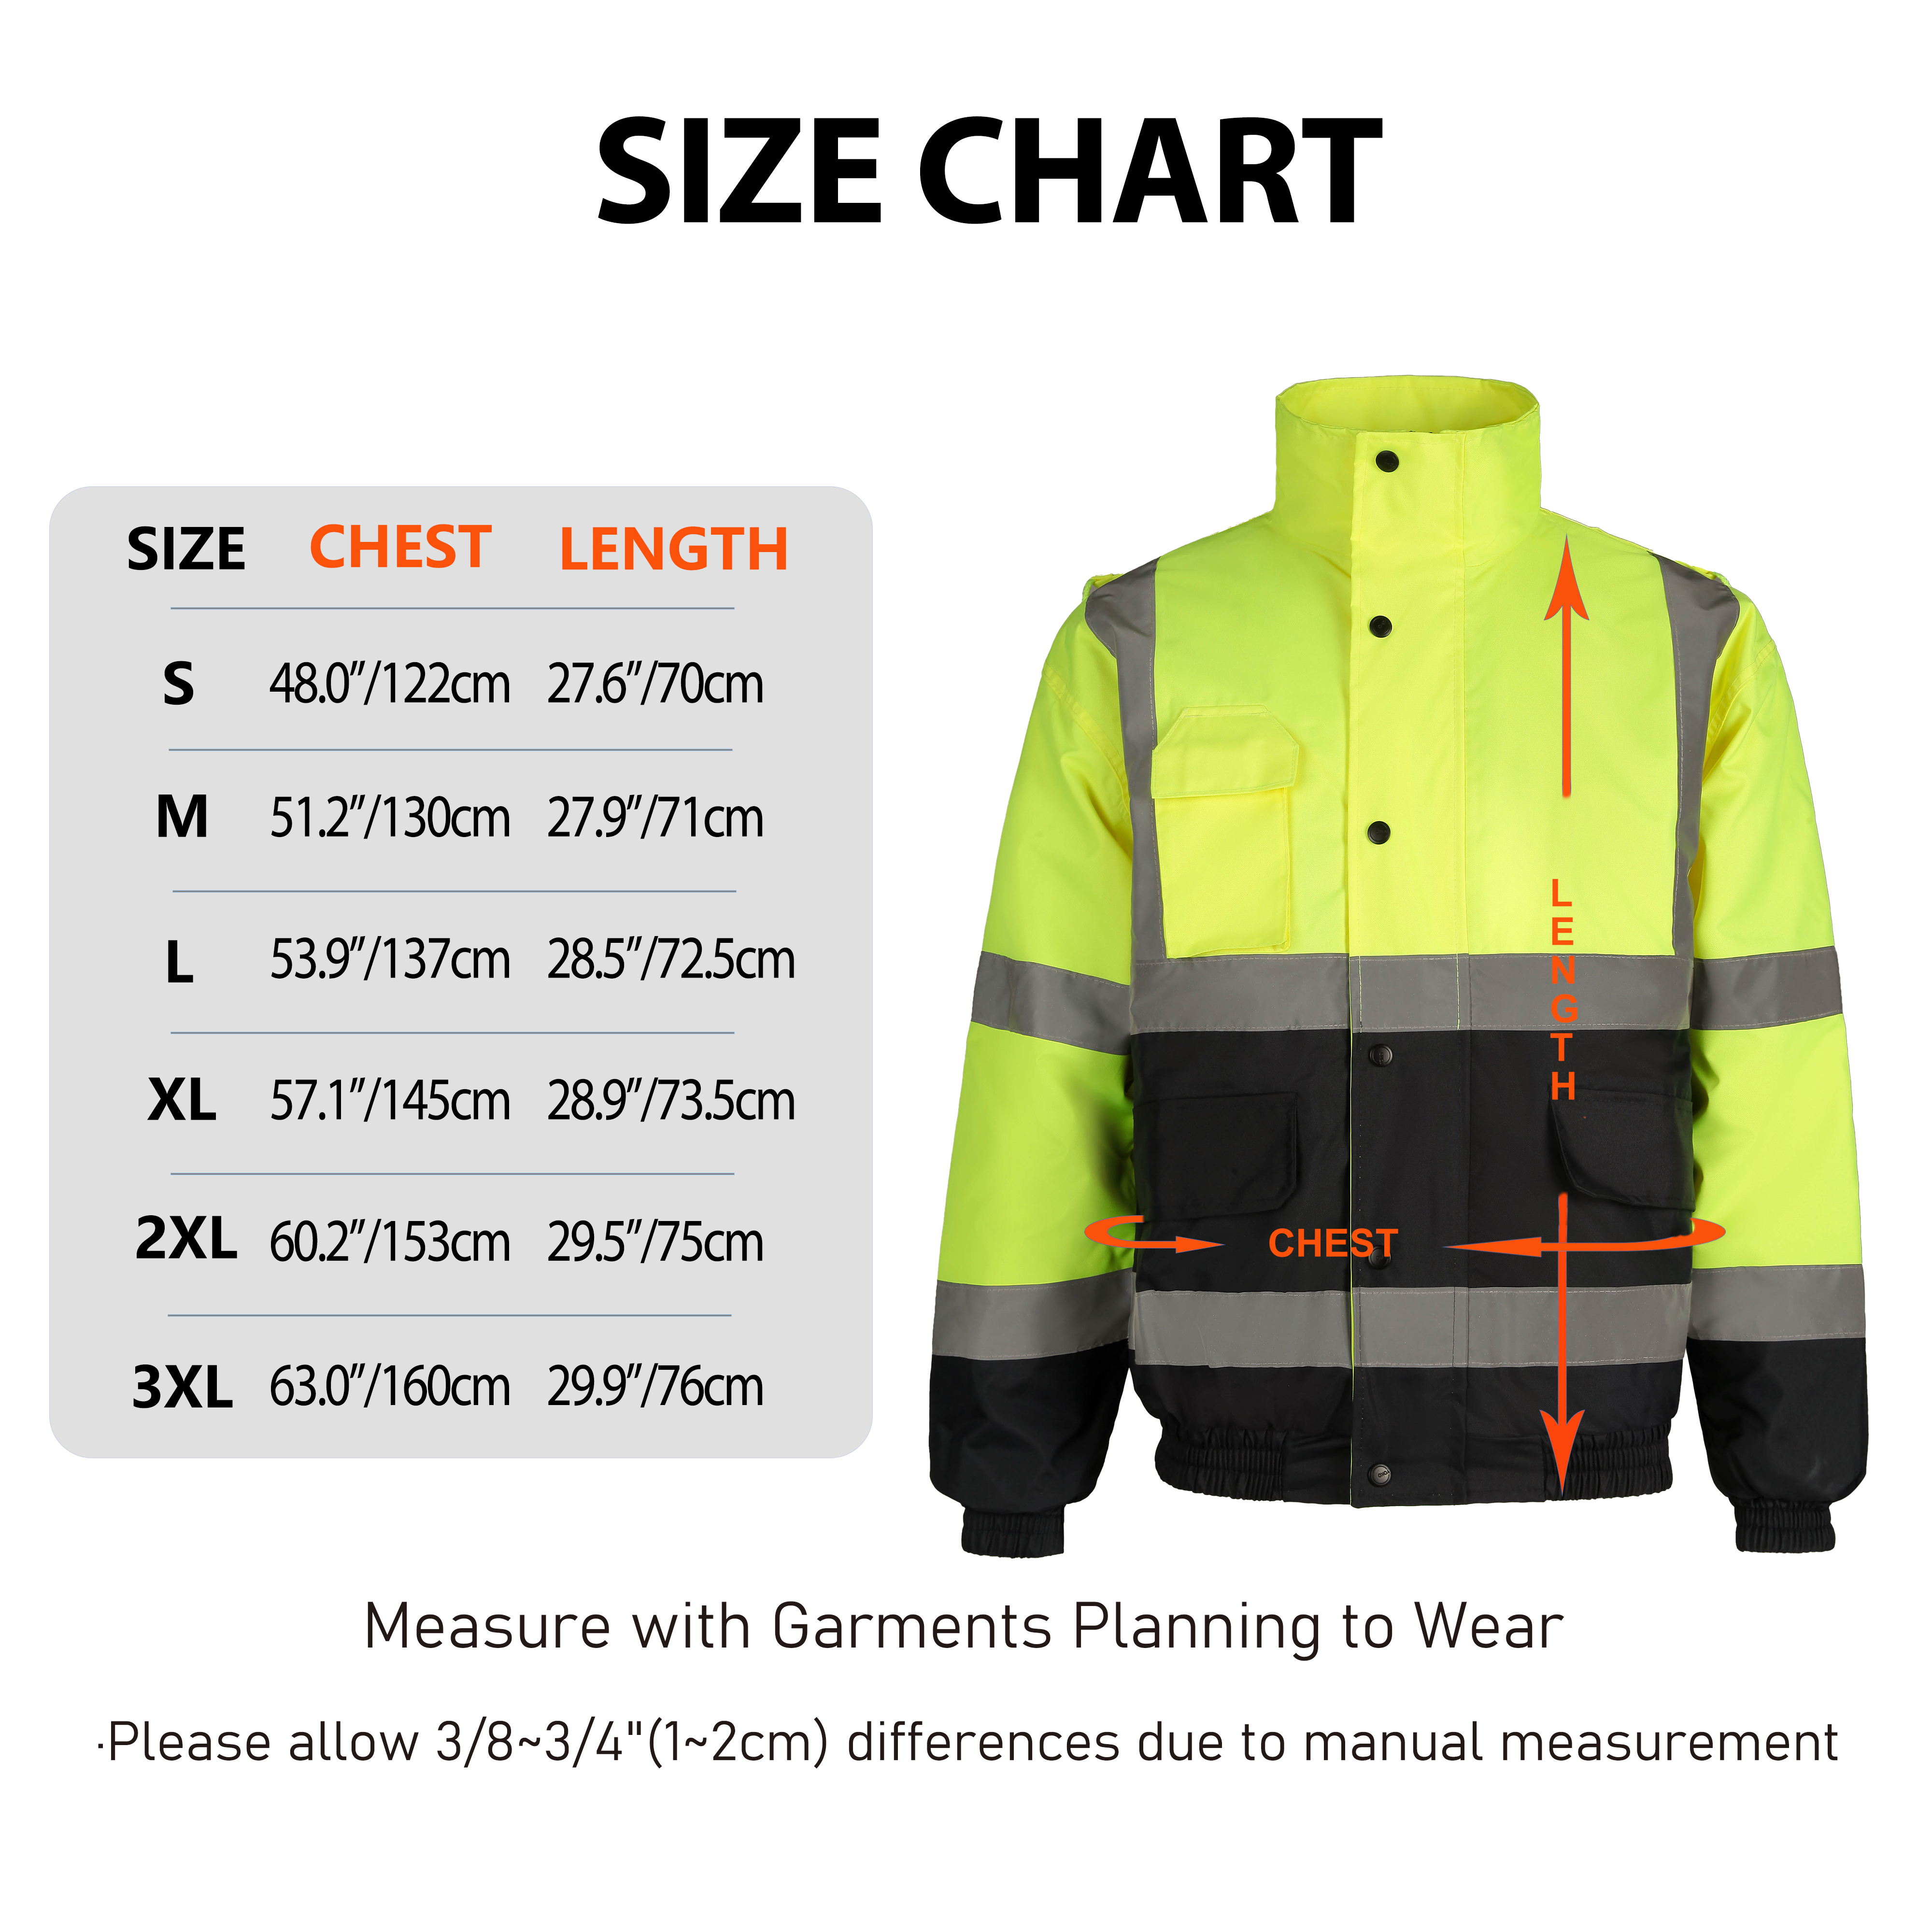 SIZE CHART
SIZE CHEST LENGTH
S 48.0”/122cm 27.6”/70cm
M 51.2”/130cm 27.9”/71cm
L 53.9”/137cm 28.5”/72.5cm
XL 57.1”/145cm 28.9”/73.5cm
2XL 60.2”/153cm 29.5”/75cm
3XL 63.0”/160cm 29.9”/76cm
LENGTH
CHEST
Measure with Garments Planning to Wear
·Please allow 3/8~3/4"(1~2cm) differences due to manual measurement